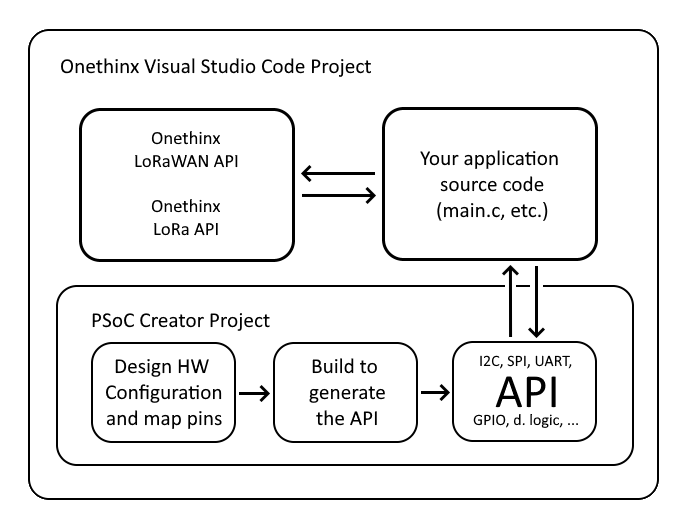 Onethinx Visual Studio Code Project
Onethinx
LoRaWAN API
Onethinx
LoRa API
Your application
source code
(main.c, etc.)
PSoC Creator Project
Design HW
Configuration
and map pins
Build to
generate
the API
I2C, SPI, UART,
API
GPIO, d. logic, ...